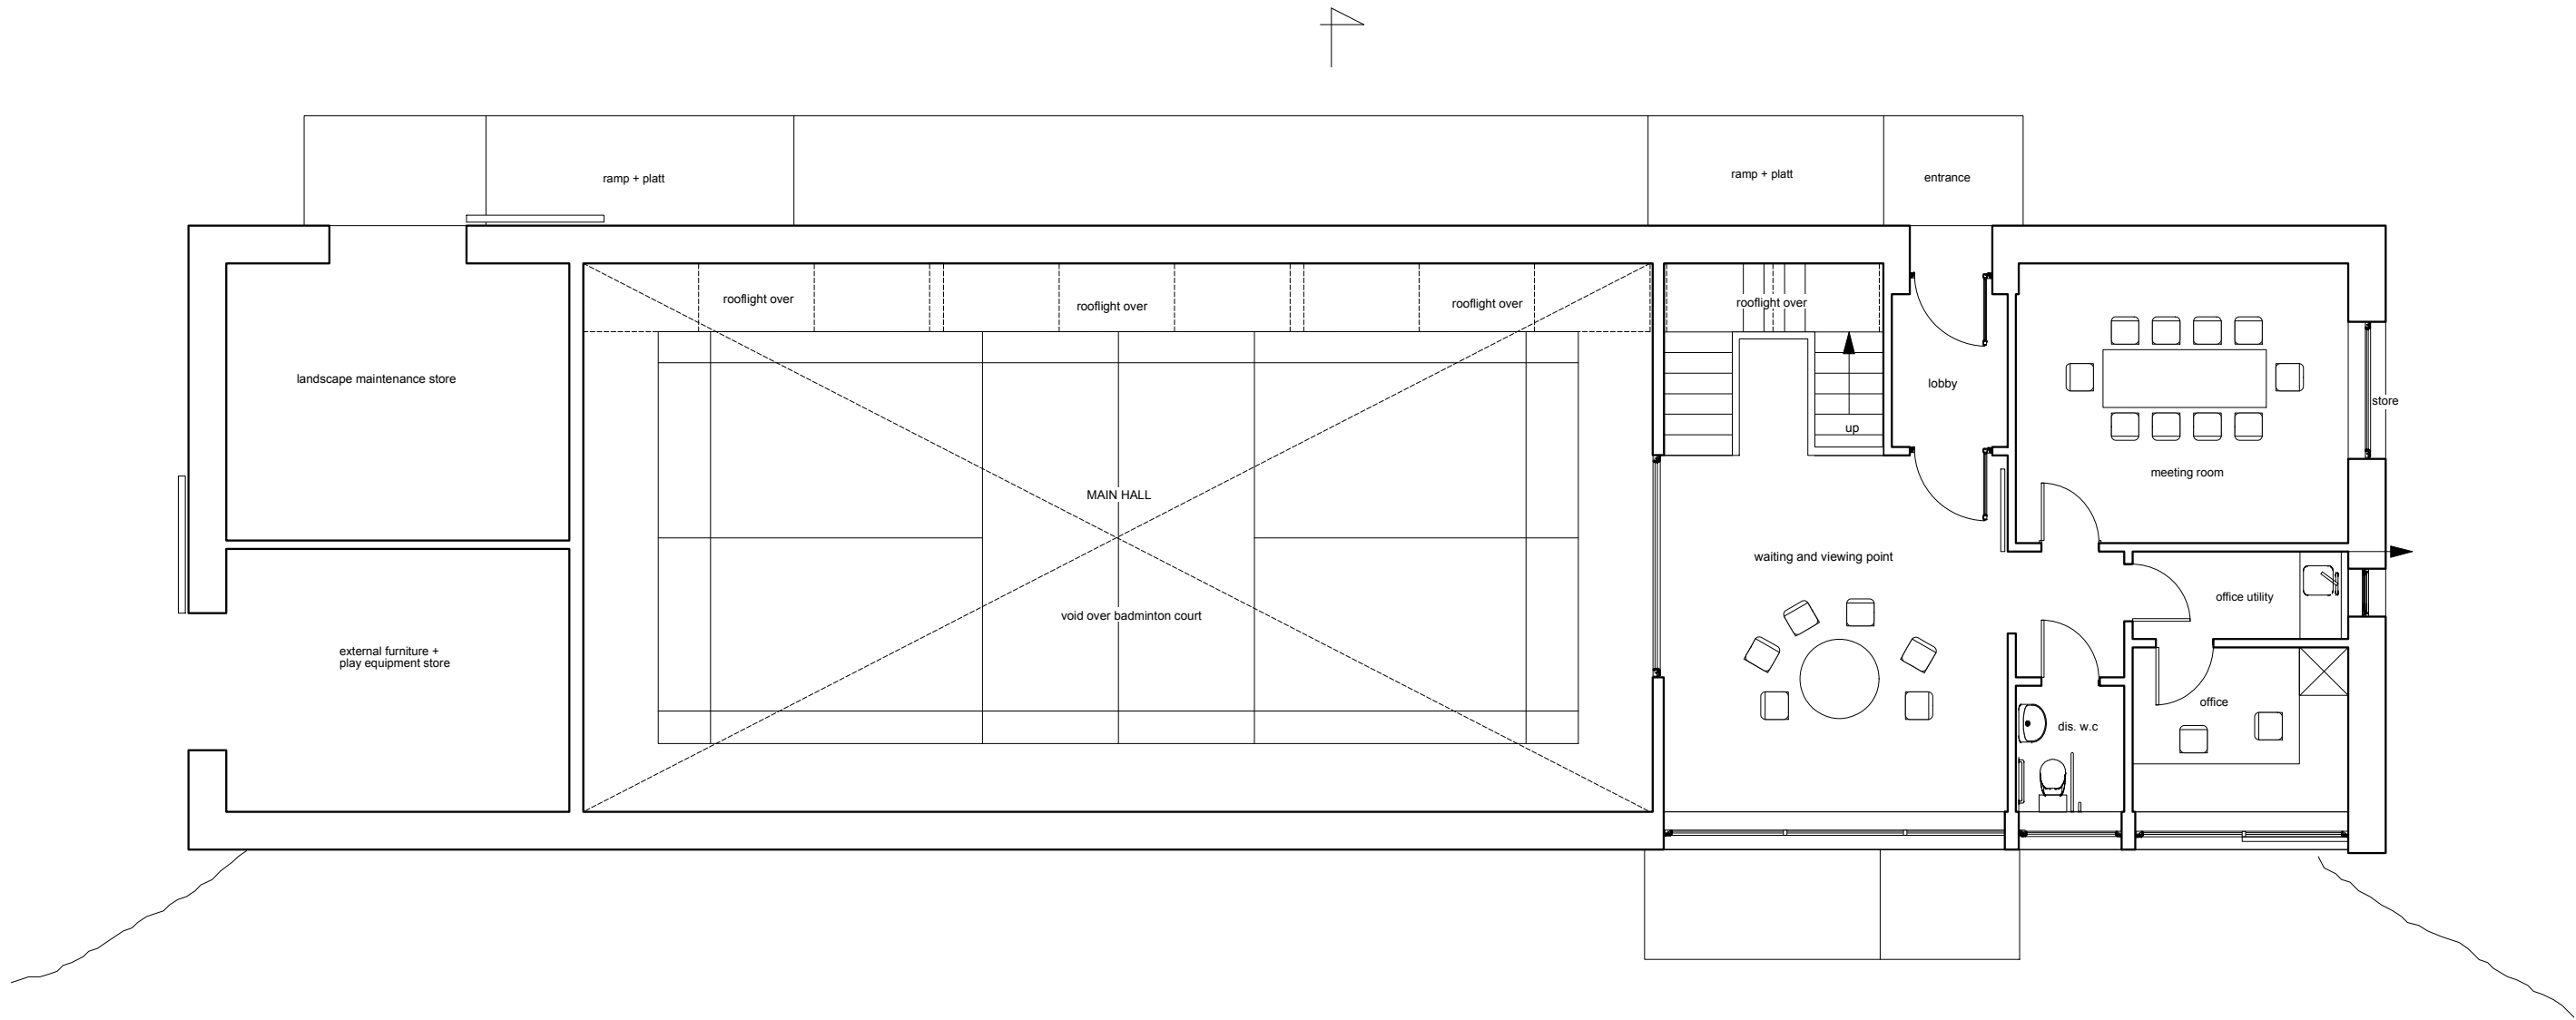 ramp + platt
ramp + platt
entrance
rooflight over
rooflight over
rooflight over
rooflight over
landscape maintenance store
lobby
store
up
meeting room
MAIN HALL
waiting and viewing point
office utility
void over badminton court
external furniture +
play equipment store
office
dis. w.c